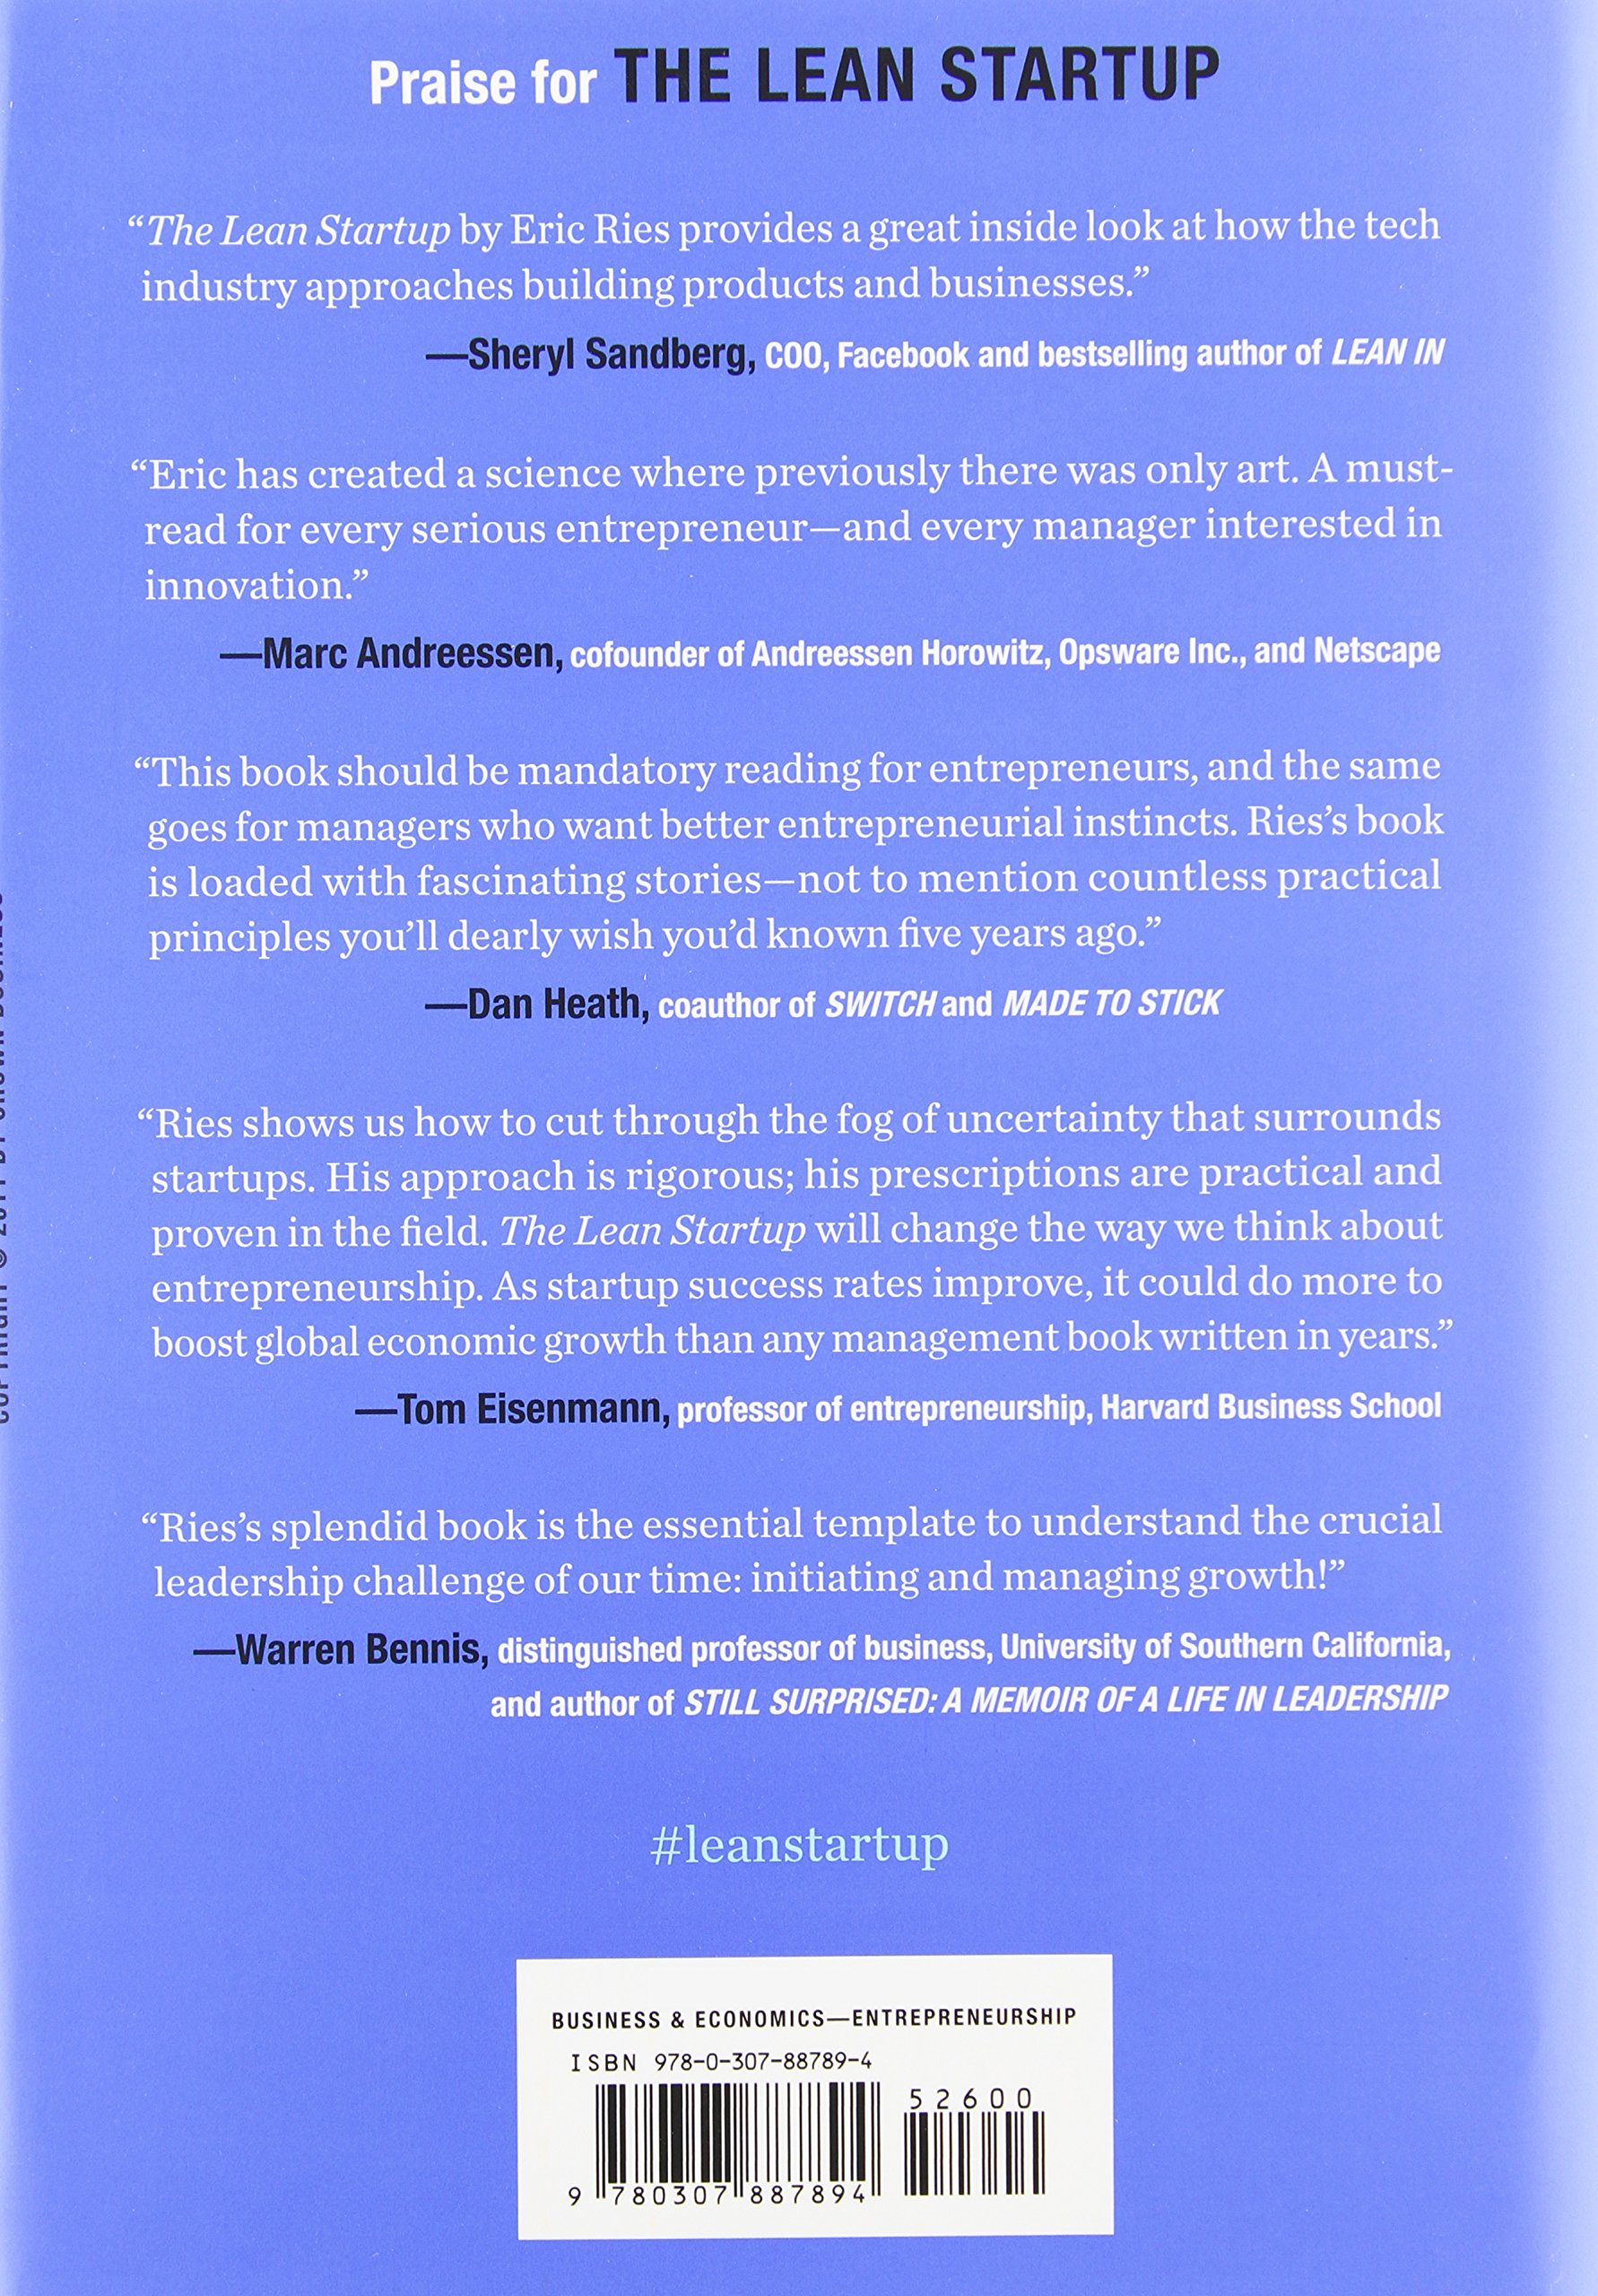 Praise for THE LEAN STARTUP
“The Lean Startup by Eric Ries provides a great inside look at how the tech
industry approaches building products and businesses.”
—Sheryl Sandberg, COO, Facebook and bestselling author of LEAN IN
“Eric has created a science where previously there was only art. A must-
read for every serious entrepreneur—and every manager interested in
innovation.”
—Marc Andreessen, cofounder of Andreessen Horowitz, Opsware Inc., and Netscape
“This book should be mandatory reading for entrepreneurs, and the same
goes for managers who want better entrepreneurial instincts. Ries’s book
is loaded with fascinating stories—not to mention countless practical
principles you’ll dearly wish you’d known five years ago.”
—Dan Heath, coauthor of SWITCH and MADE TO STICK
“Ries shows us how to cut through the fog of uncertainty that surrounds
startups. His approach is rigorous; his prescriptions are practical and
proven in the field. The Lean Startup will change the way we think about
entrepreneurship. As startup success rates improve, it could do more to
boost global economic growth than any management book written in years.”
—Tom Eisenmann, professor of entrepreneurship, Harvard Business School
“Ries’s splendid book is the essential template to understand the crucial
leadership challenge of our time: initiating and managing growth!”
—Warren Bennis, distinguished professor of business, University of Southern California,
and author of STILL SURPRISED: A MEMOIR OF A LIFE IN LEADERSHIP
#leanstartup
BUSINESS & ECONOMICS—ENTREPRENEURSHIP
ISBN 978-0-307-88789-4
52600
9 780307 887894